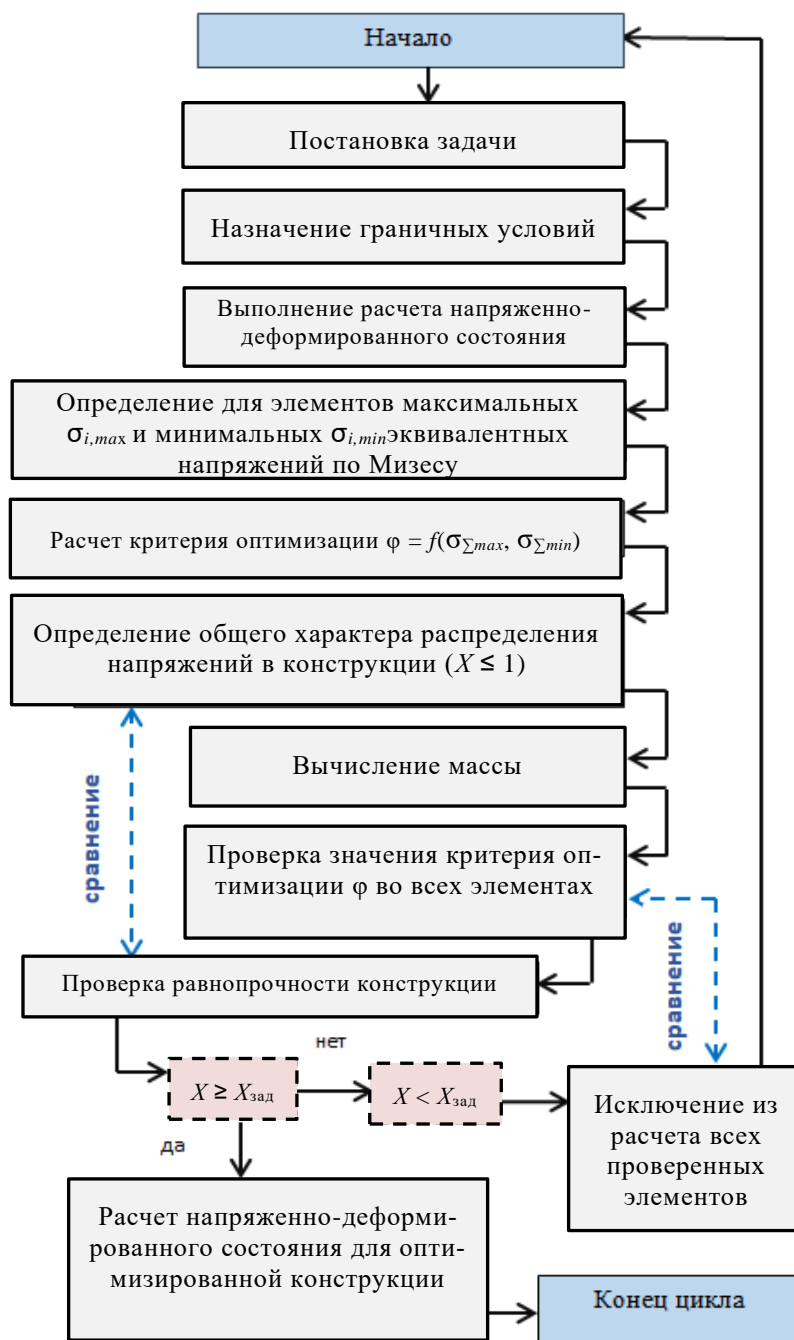 Начало
Постановка задачи
Назначение граничных условий
Выполнение расчета напряженно-
деформированного состояния
Определение для элементов максимальных
σi,max и минимальных σi,minэквивалентных
напряжений по Мизесу
Расчет критерия оптимизации φ = f(σ∑max, σ∑min)
Определение общего характера распределения
напряжений в конструкции (X ≤ 1)
Вычисление массы
сравнение
Проверка значения критерия оп-
тимизации φ во всех элементах
Проверка равнопрочности конструкции
сравнение
нет
X ≥ Xзад
X < Xзад
Исключение из
расчета всех
проверенных
элементов
да
Расчет напряженно-деформи-
рованного состояния для опти-
мизированной конструкции
Конец цикла